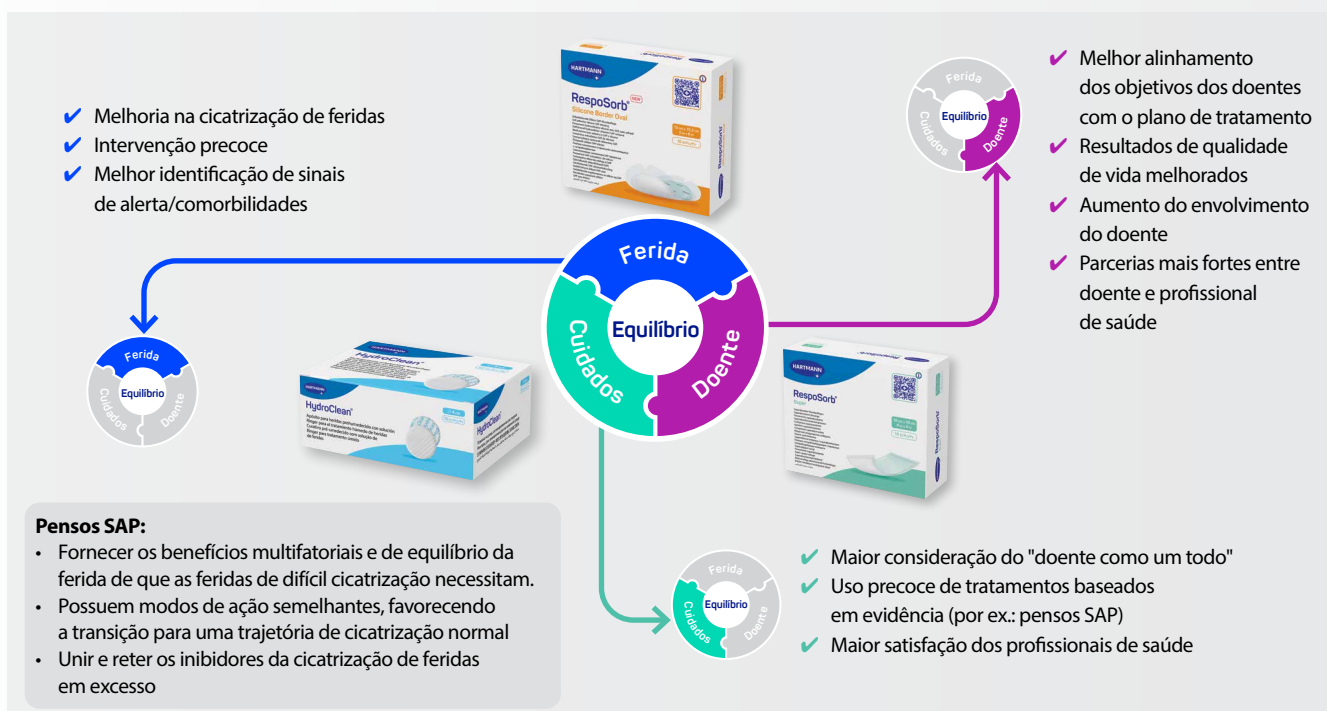 ✔ Melhoria na cicatrização de feridas
✔ Intervenção precoce
✔ Melhor identificação de sinais
de alerta/comorbilidades
HARTMANN
RespoSorb®
NEW
Silicone Border Oval
RespoSorb®
Ferida
Equilíbrio
Cuidados
Doente
✔ Melhor alinhamento
dos objetivos dos doentes
com o plano de tratamento
✔ Resultados de qualidade
de vida melhorados
✔ Aumento do envolvimento
do doente
✔ Parcerias mais fortes entre
doente e profissional
de saúde
Ferida
Equilíbrio
Cuidados
Doente
Ferida
Equilíbrio
Cuidados
Doente
HARTMANN
HydroClean®
HydroClean®
HydroClean®
HARTMANN
RespoSorb®
Super
RespoSorb®
Pensos SAP:
• Fornecer os benefícios multifatoriais e de equilíbrio da
ferida de que as feridas de difícil cicatrização necessitam.
• Possuem modos de ação semelhantes, favorecendo
a transição para uma trajetória de cicatrização normal
• Unir e reter os inibidores da cicatrização de feridas
em excesso
Ferida
Equilíbrio
Cuidados
Doente
✔ Maior consideração do "doente como um todo"
✔ Uso precoce de tratamentos baseados
em evidência (por ex.: pensos SAP)
✔ Maior satisfação dos profissionais de saúde